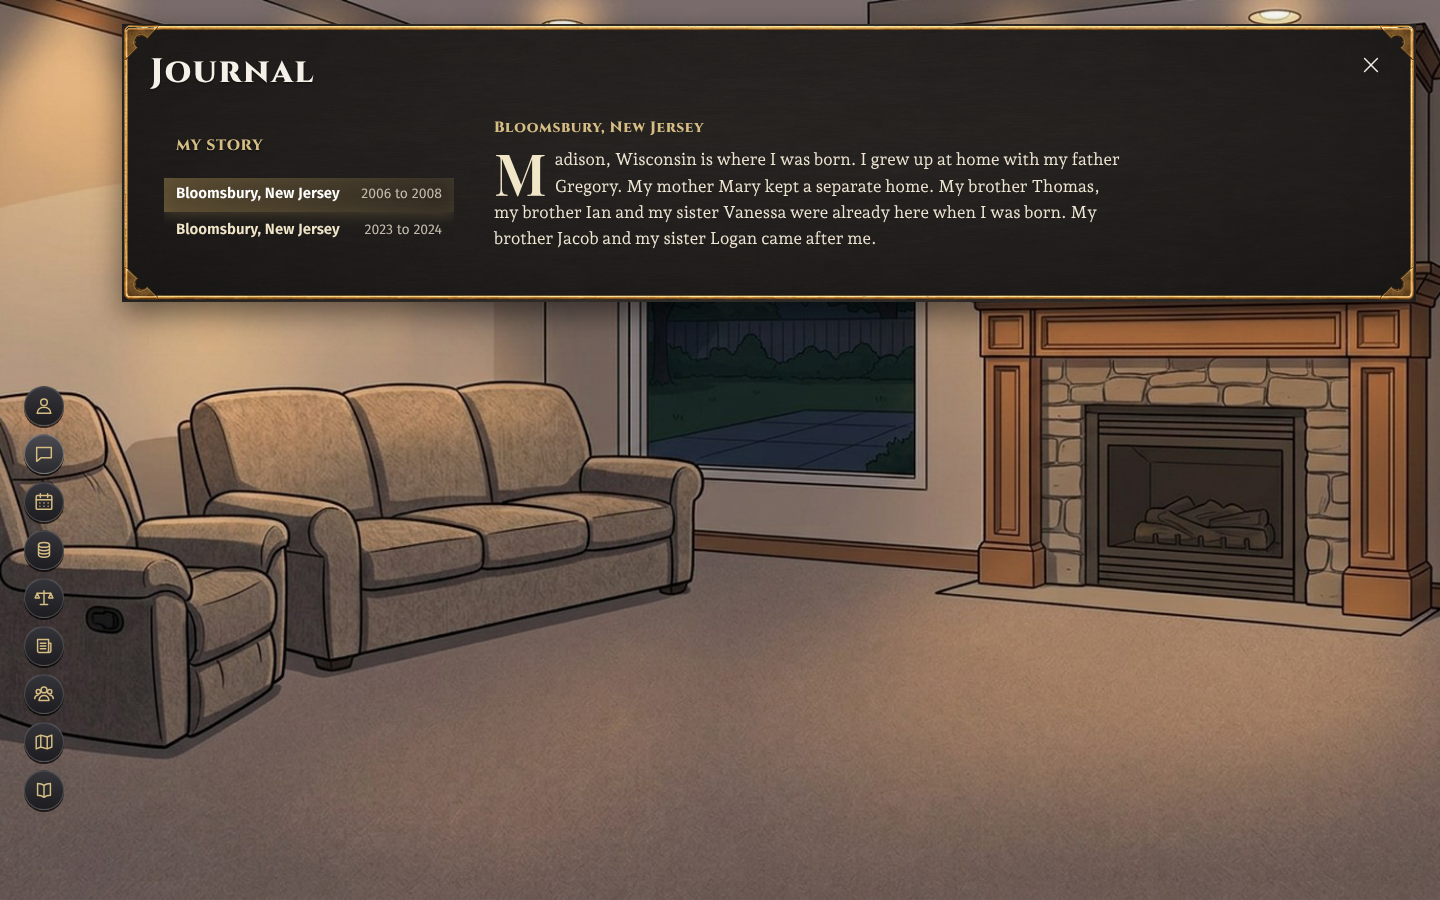 Journal
My Story
Bloomsbury, New Jersey 2006 to 2008
Bloomsbury, New Jersey 2023 to 2024
Bloomsbury, New Jersey
Madison, Wisconsin is where I was born. I grew up at home with my father
Gregory. My mother Mary kept a separate home. My brother Thomas,
my brother Ian and my sister Vanessa were already here when I was born. My
brother Jacob and my sister Logan came after me.